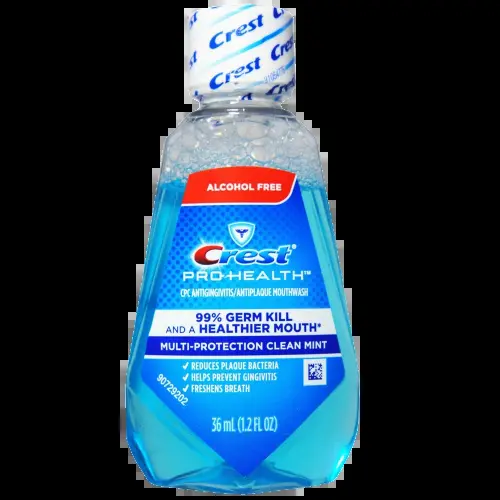 Crest
Crest
ALCOHOL FREE
Crest®
PRO-HEALTH™
CPC ANTIGINGIVITIS/ANTIPLAQUE MOUTHWASH
99% GERM KILL
AND A HEALTHIER MOUTH*
MULTI-PROTECTION CLEAN MINT
✓ REDUCES PLAQUE BACTERIA
✓ HELPS PREVENT GINGIVITIS
✓ FRESHENS BREATH
90729202
36 mL (1.2 FL OZ)